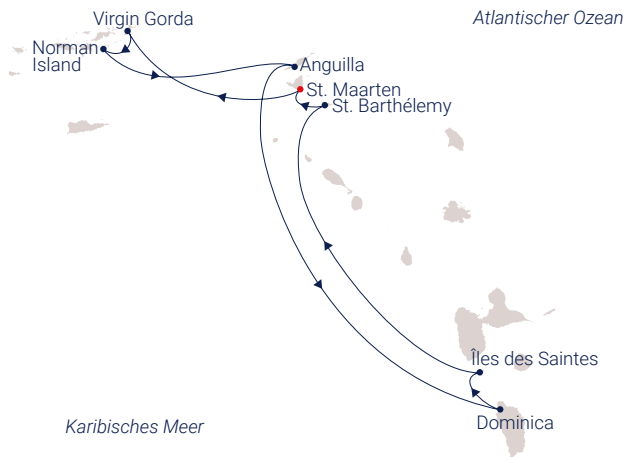 Atlantischer Ozean
Virgin Gorda
Norman
Island
Anguilla
St. Maarten
St. Barthélemy
Îles des Saintes
Dominica
Karibisches Meer